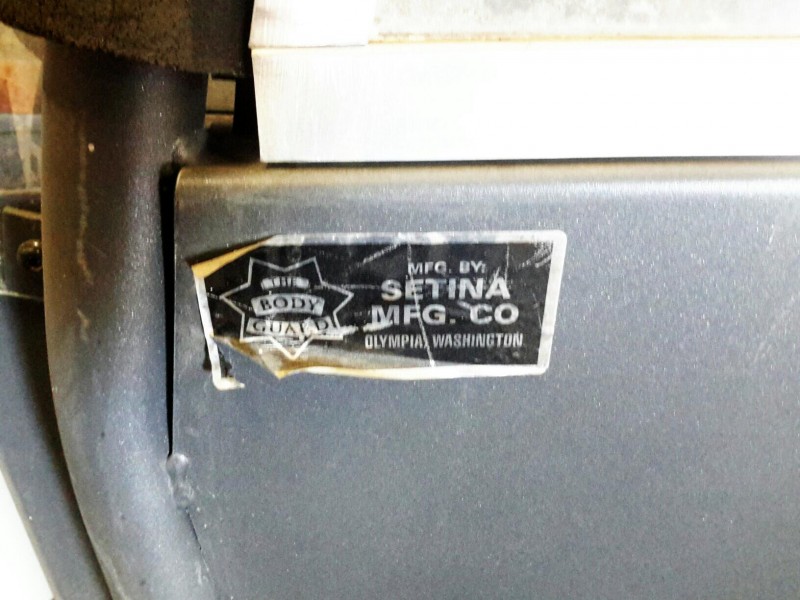 THE
BODY
GUARD
MFG. BY:
SETINA
MFG. CO
OLYMPIA, WASHINGTON